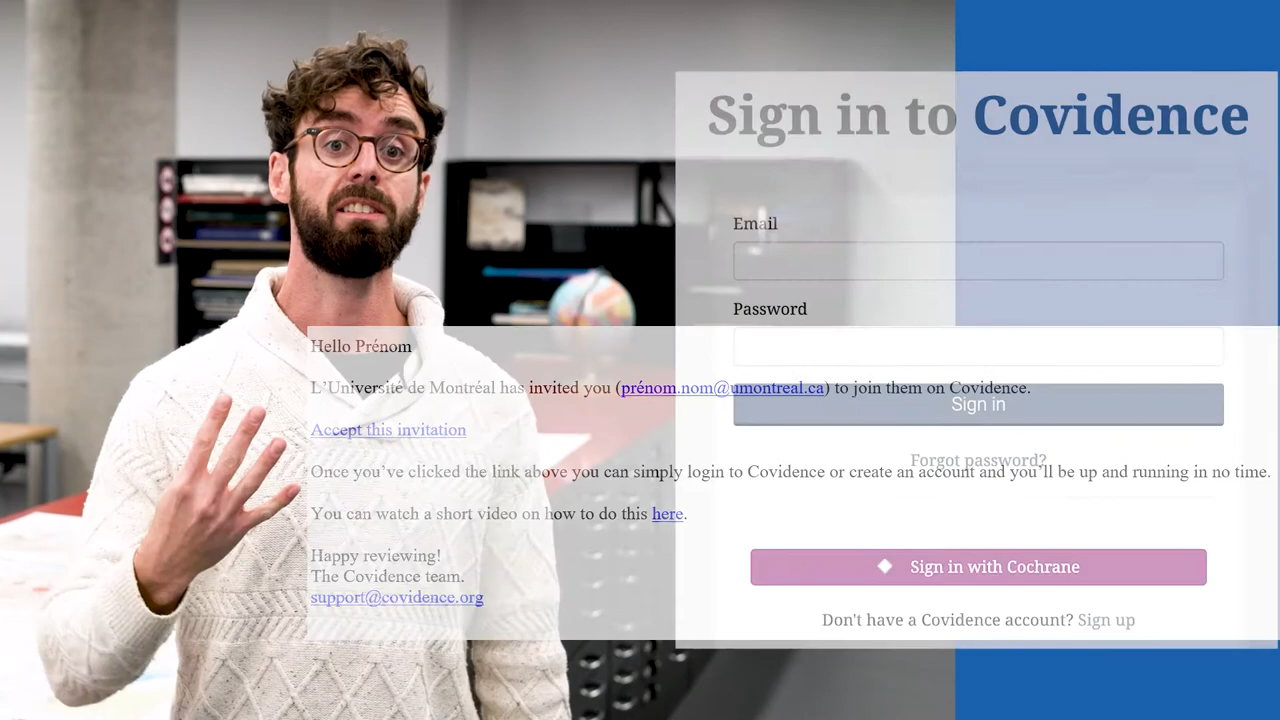 Sign in to Covidence
Email
Password
Sign in
Forgot password?
Sign in with Cochrane
Don't have a Covidence account? Sign up
Hello Prénom
L’Université de Montréal has invited you (prénom.nom@umontreal.ca) to join them on Covidence.
Accept this invitation
Once you’ve clicked the link above you can simply login to Covidence or create an account and you’ll be up and running in no time.
You can watch a short video on how to do this here.
Happy reviewing!
The Covidence team.
support@covidence.org